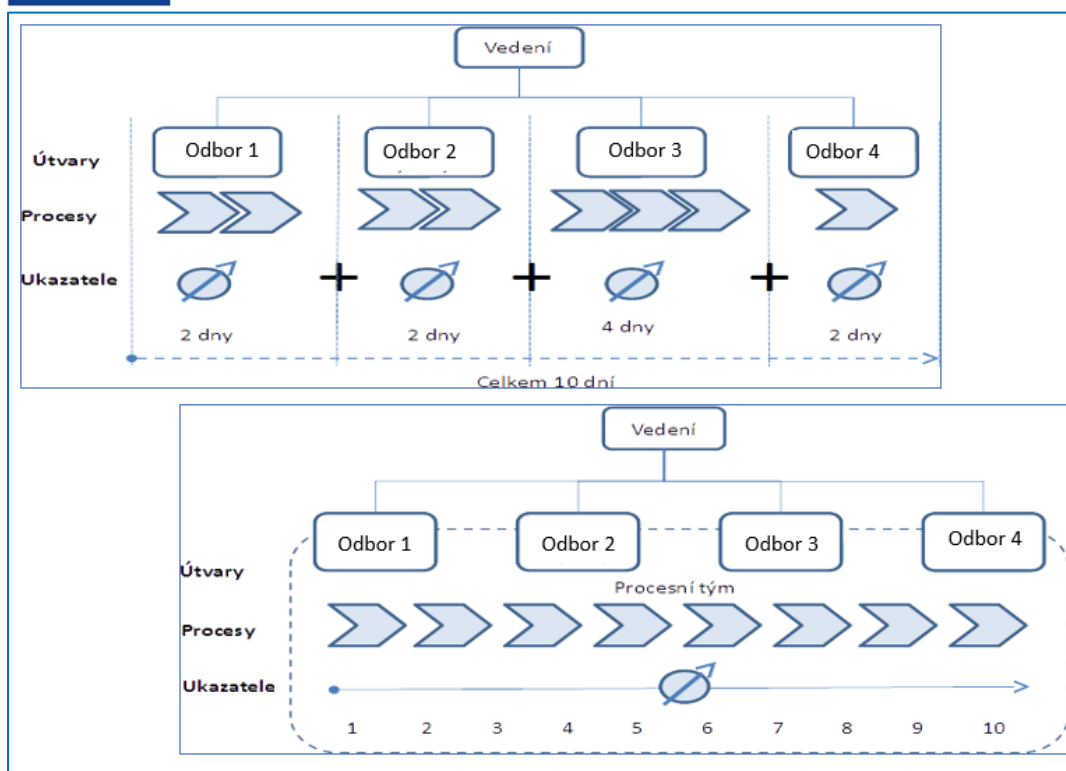 Vedení
Odbor 1 Odbor 2 Odbor 3 Odbor 4
Útvary
Procesy
Ukazatele
2 dny 2 dny 4 dny 2 dny
Celkem 10 dní
Vedení
Odbor 1 Odbor 2 Odbor 3 Odbor 4
Útvary
Procesní tým
Procesy
Ukazatele
1 2 3 4 5 6 7 8 9 10